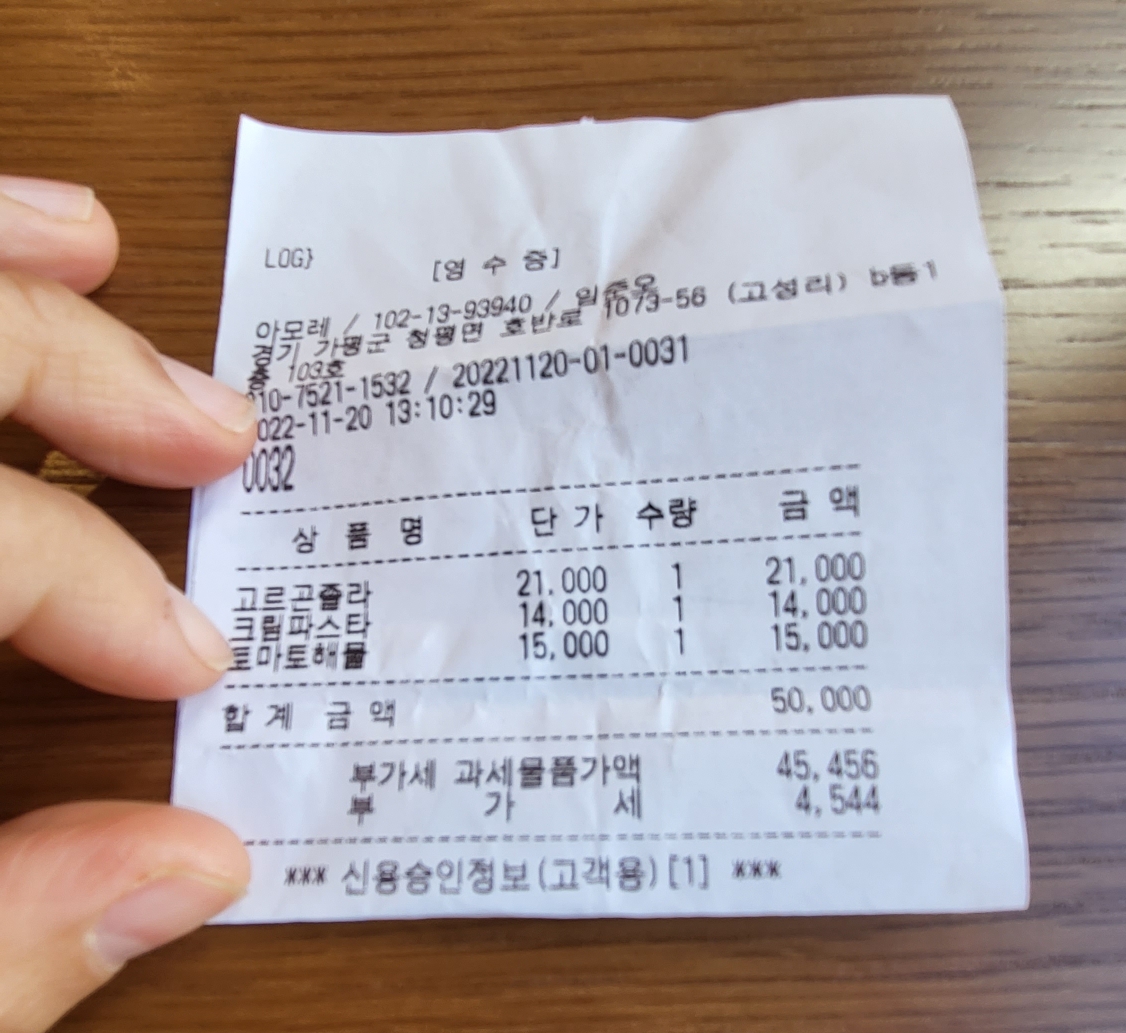 LOG}
[영 수 증]
아모레 / 102-13-93940 /
경기 가평군 청평면 호반로 1073-56 (고성리) b동1
층 103호
010-7521-1532 / 20221120-01-0031
022-11-20 13:10:29
0032
상 품 명 단 가 수량 금 액
고르곤졸라 21,000 1 21,000
크림파스타 14,000 1 14,000
토마토해물 15,000 1 15,000
합 계 금 액 50,000
부가세 과세물품가액 45,456
부 가 세 4,544
*** 신용승인정보(고객용)[1] ***